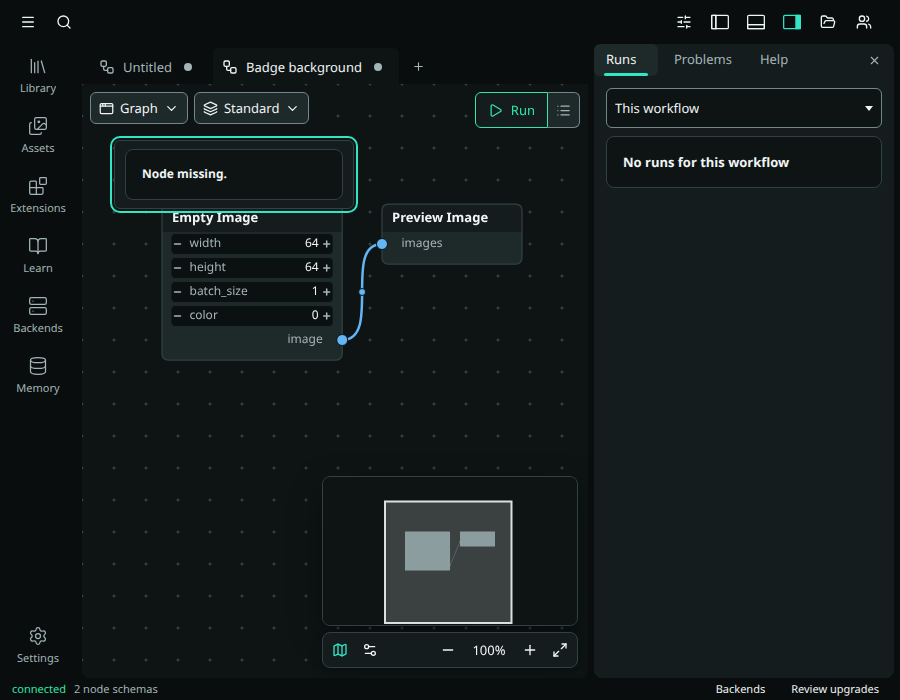 Library
Assets
Extensions
Learn
Backends
Memory
Settings
Untitled
Badge background
Graph
Standard
Run
Node missing.
Empty Image
width 64
height 64
batch_size 1
color 0
image
Preview Image
images
100%
Runs
Problems
Help
This workflow
No runs for this workflow
connected
2 node schemas
Backends
Review upgrades